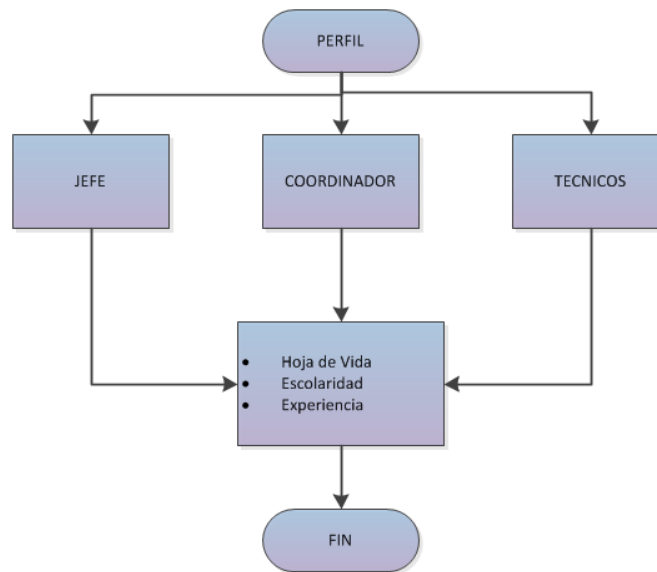 PERFIL
JEFE
COORDINADOR
TECNICOS
• Hoja de Vida
• Escolaridad
• Experiencia
FIN